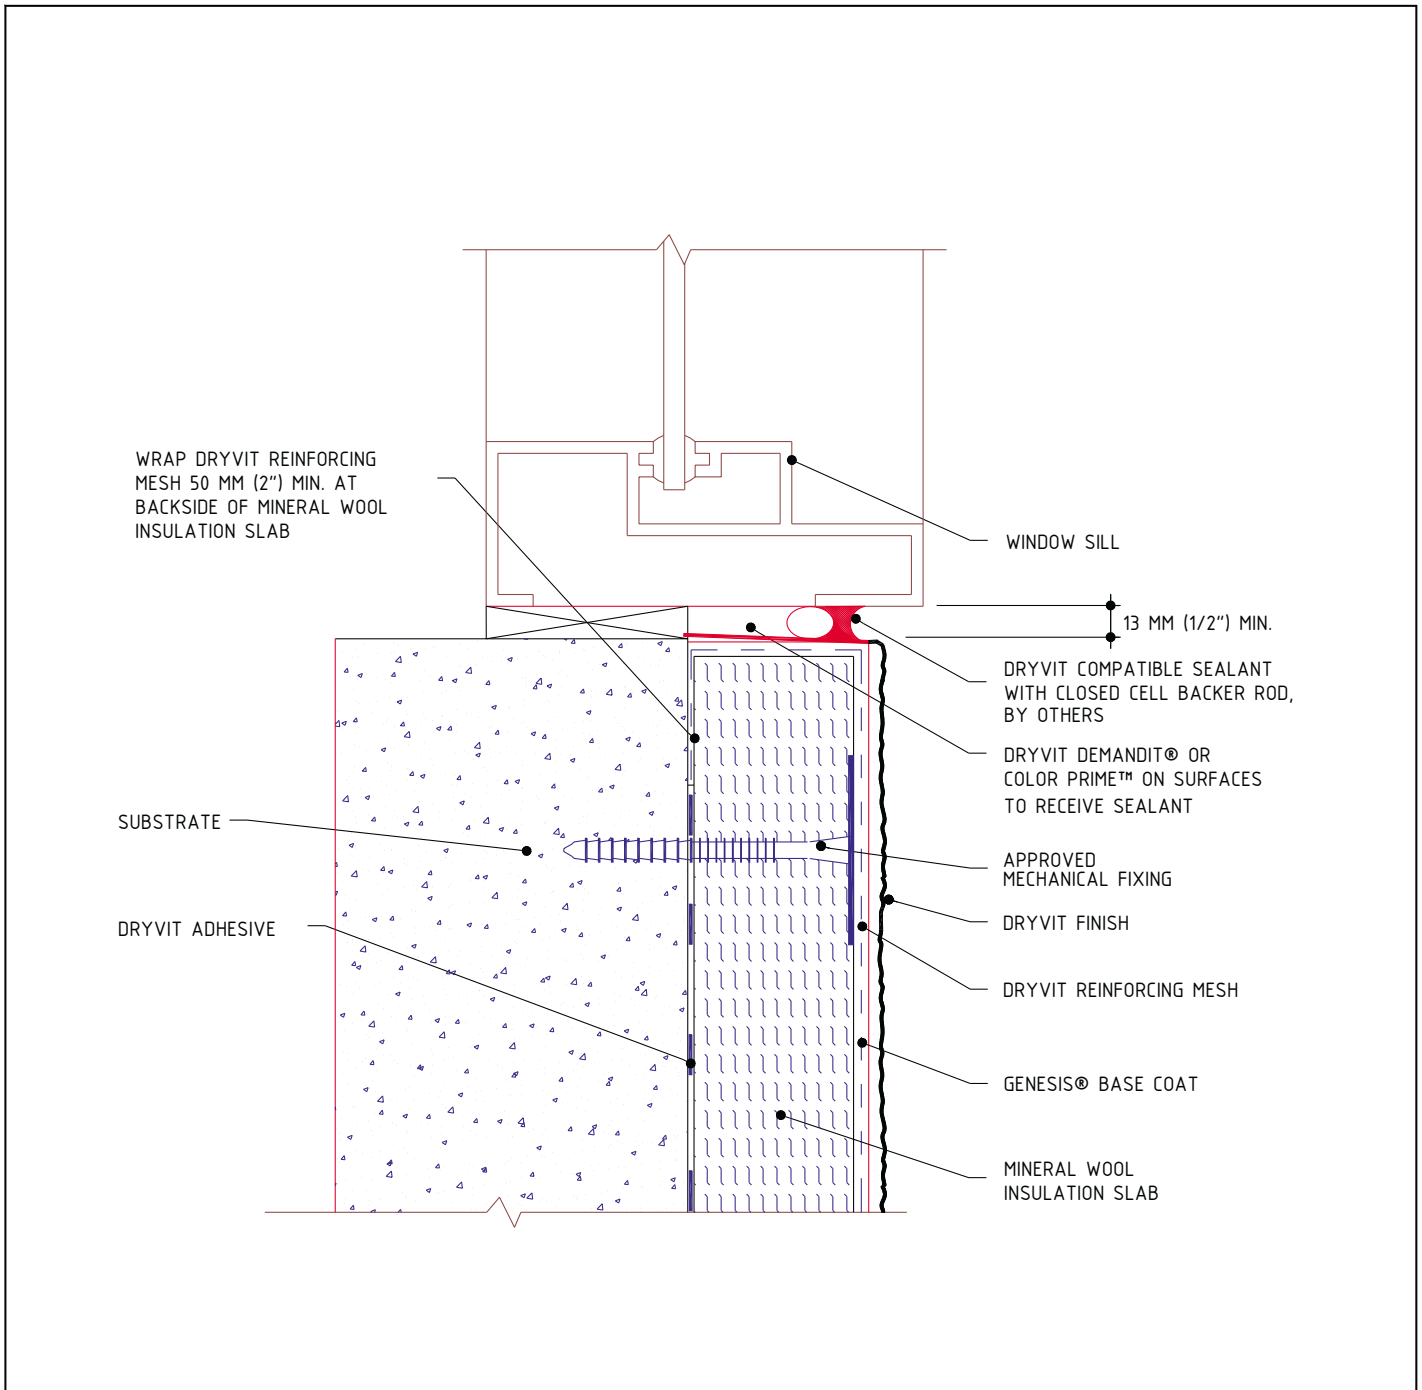 WRAP DRYVIT REINFORCING
MESH 50 MM (2") MIN. AT
BACKSIDE OF MINERAL WOOL
INSULATION SLAB
SUBSTRATE
DRYVIT ADHESIVE
WINDOW SILL
13 MM (1/2") MIN.
DRYVIT COMPATIBLE SEALANT
WITH CLOSED CELL BACKER ROD,
BY OTHERS
DRYVIT DEMANDIT® OR
COLOR PRIME™ ON SURFACES
TO RECEIVE SEALANT
APPROVED
MECHANICAL FIXING
DRYVIT FINISH
DRYVIT REINFORCING MESH
GENESIS® BASE COAT
MINERAL WOOL
INSULATION SLAB